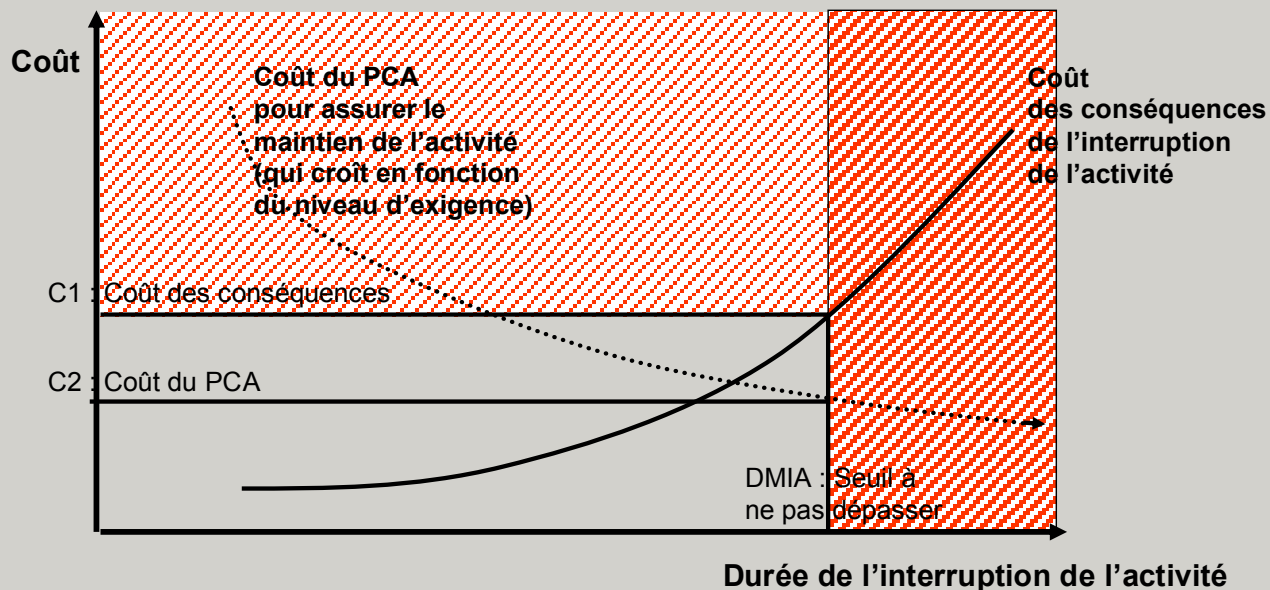 Coût
Coût du PCA
pour assurer le
maintien de l'activité
(qui croît en fonction
du niveau d'exigence)
Coût
des conséquences
de l'interruption
de l'activité
C1 : Coût des conséquences
C2 : Coût du PCA
DMIA : Seuil à
ne pas dépasser
Durée de l'interruption de l'activité